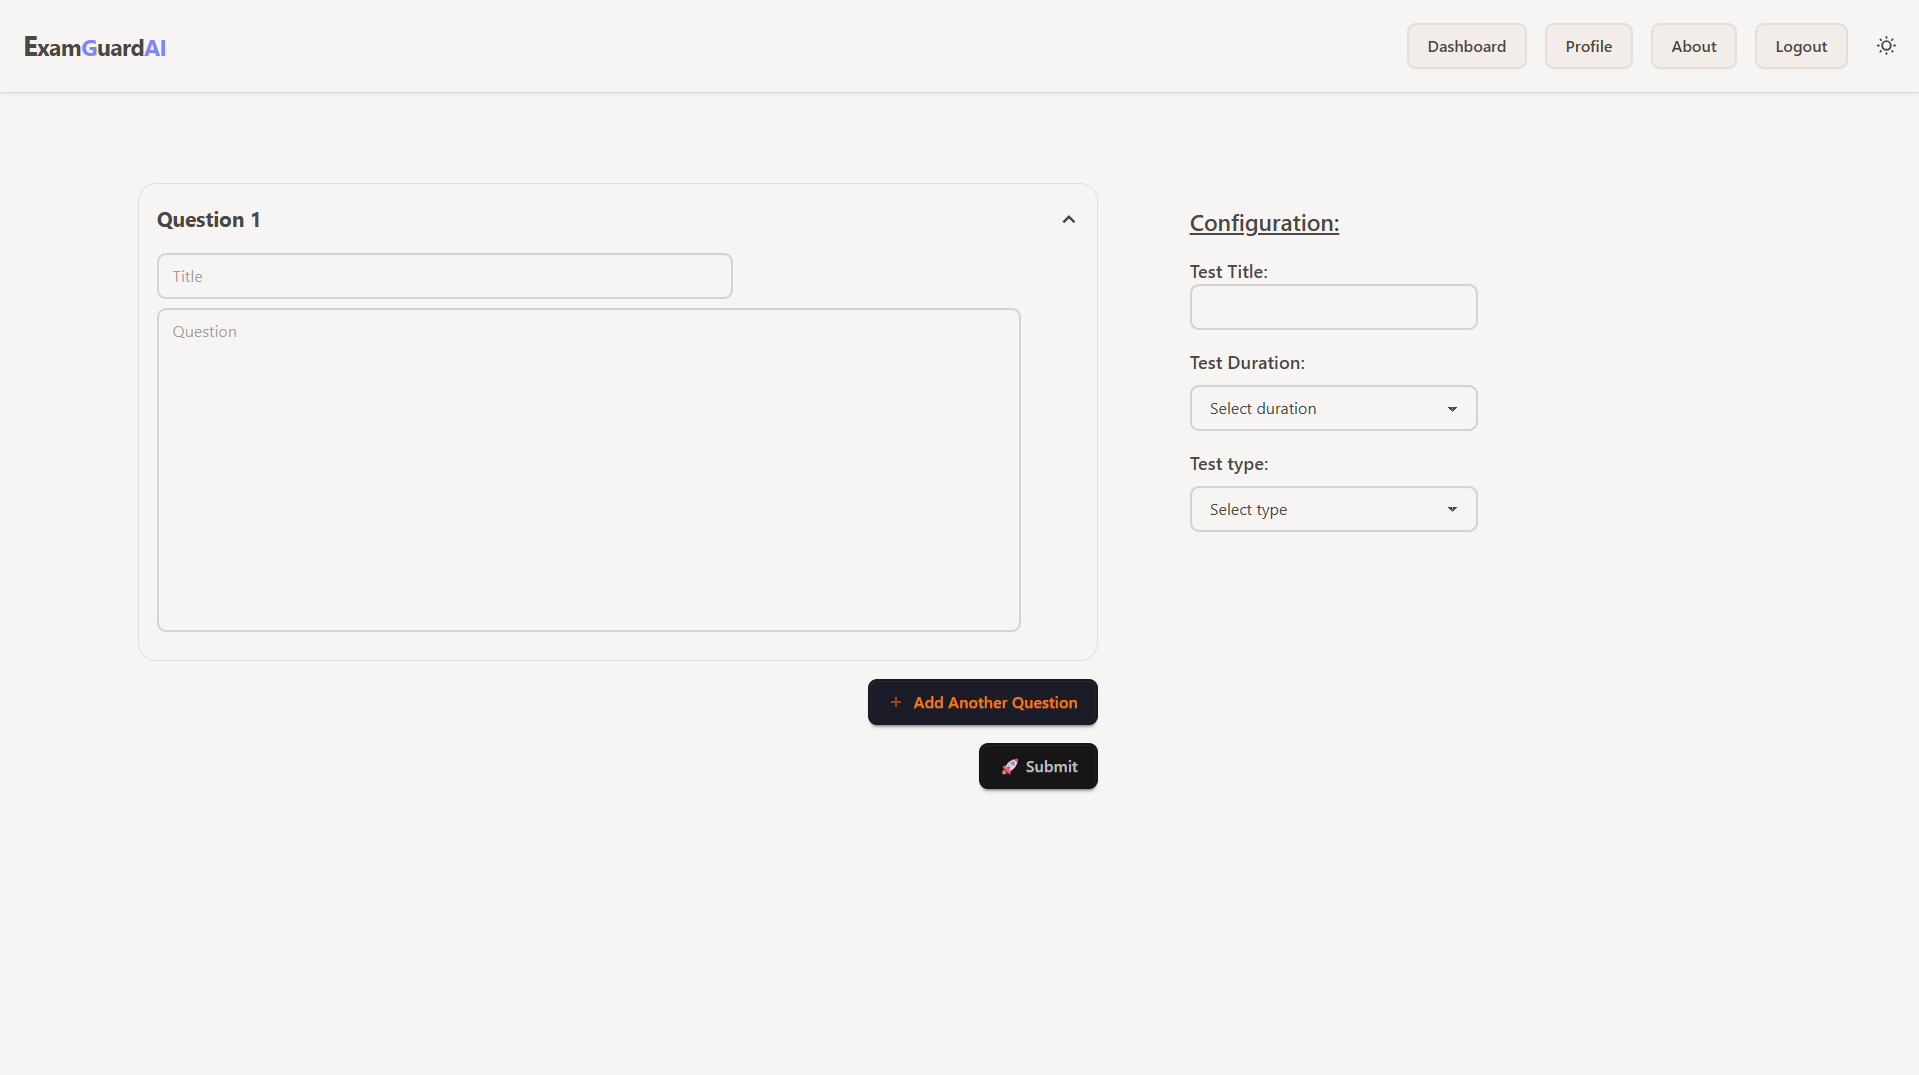 ExamGuardAI
Dashboard
Profile
About
Logout
Question 1
Title
Question
+ Add Another Question
🚀 Submit
Configuration:
Test Title:
Test Duration:
Select duration
Test type:
Select type